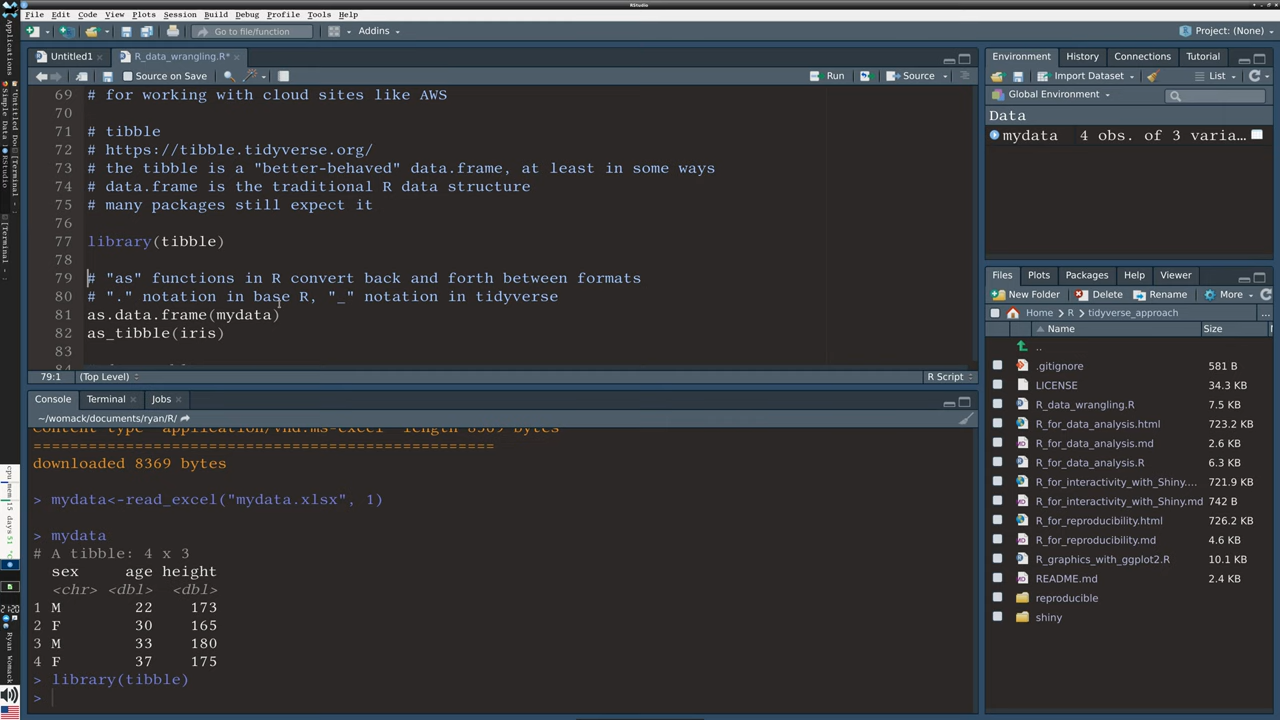 RStudio
File Edit Code View Plots Session Build Debug Profile Tools Help
Go to file/function
Addins
Project: (None)
Untitled1
R_data_wrangling.R*
Source on Save
Run
Source
69 # for working with cloud sites like AWS
70
71 # tibble
72 # https://tibble.tidyverse.org/
73 # the tibble is a "better-behaved" data.frame, at least in some ways
74 # data.frame is the traditional R data structure
75 # many packages still expect it
76
77 library(tibble)
78
79 # "as" functions in R convert back and forth between formats
80 # "." notation in base R, "_" notation in tidyverse
81 as.data.frame(mydata)
82 as_tibble(iris)
83
84
79:1 (Top Level) R Script
Console Terminal Jobs
~/womack/documents/ryan/R/
Content type 'application/vnd.ms-excel' length 8369 bytes
==================================================
downloaded 8369 bytes
> mydata<-read_excel("mydata.xlsx", 1)
> mydata
# A tibble: 4 x 3
sex age height
<chr> <dbl> <dbl>
1 M 22 173
2 F 30 165
3 M 33 180
4 F 37 175
> library(tibble)
>
Environment History Connections Tutorial
Import Dataset
List
Global Environment
Data
mydata 4 obs. of 3 varia…
Files Plots Packages Help Viewer
New Folder Delete Rename More
Home R tidyverse_approach
...
Name Size
..
.gitignore 581 B
LICENSE 34.3 KB
R_data_wrangling.R 7.5 KB
R_for_data_analysis.html 723.2 KB
R_for_data_analysis.md 2.6 KB
R_for_data_analysis.R 6.3 KB
R_for_interactivity_with_Shiny.... 721.9 KB
R_for_interactivity_with_Shiny.md 742 B
R_for_reproducibility.html 726.2 KB
R_for_reproducibility.md 4.6 KB
R_graphics_with_ggplot2.R 10.1 KB
README.md 2.4 KB
reproducible
shiny
Applications
RStudio
[Terminal]
15 days
21:20
Ryan Womack